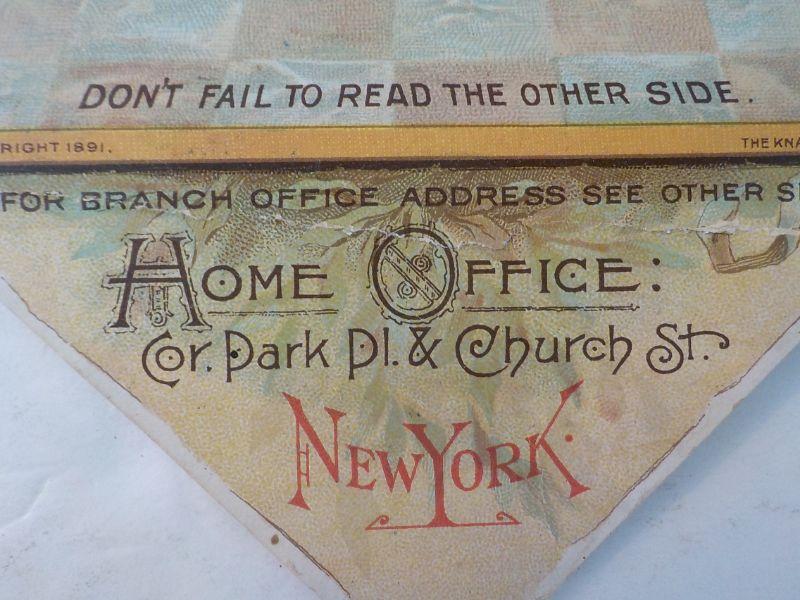 DON'T FAIL TO READ THE OTHER SIDE.
RIGHT 1891. THE KNA
FOR BRANCH OFFICE ADDRESS SEE OTHER S
HOME OFFICE:
Cor. Park Pl. & Church St.
NEW YORK.